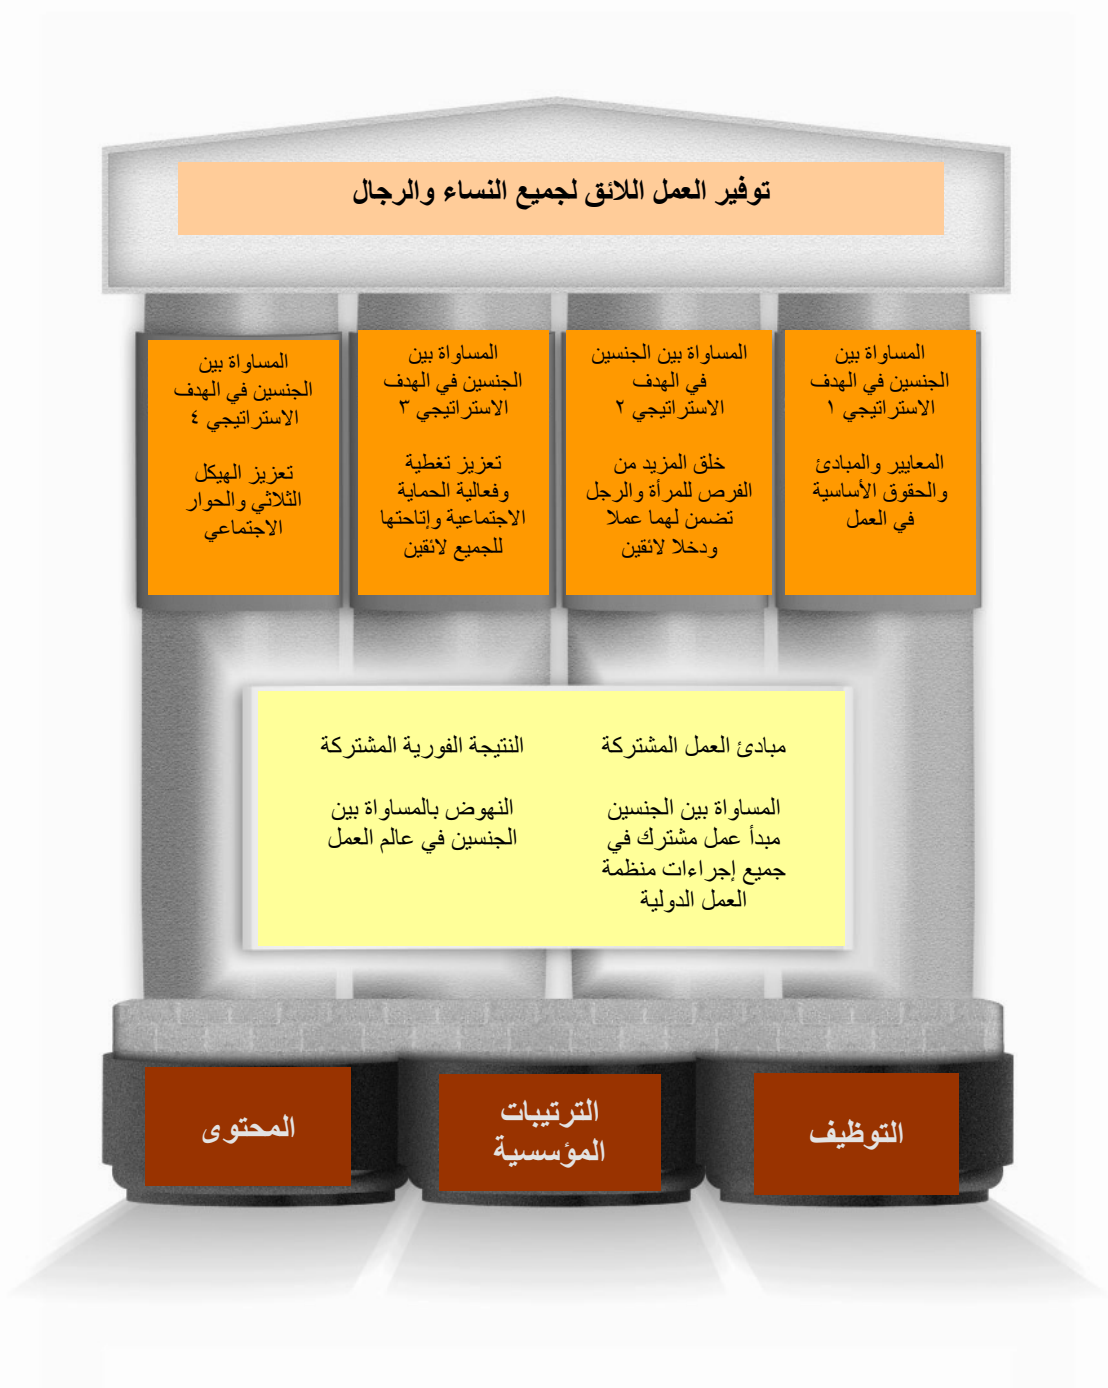 توفير العمل اللائق لجميع النساء والرجال
المساواة بين
الجنسين في الهدف
الاستراتيجي ١
المعايير والمبادئ
والحقوق الأساسية
في العمل
المساواة بين الجنسين
في الهدف
الاستراتيجي ٢
خلق المزيد من
الفرص للمرأة والرجل
تضمن لهما عملا
ودخلا لائقين
المساواة بين
الجنسين في الهدف
الاستراتيجي ٣
تعزيز تغطية
وفعالية الحماية
الاجتماعية وإتاحتها
للجميع لائقين
المساواة بين
الجنسين في الهدف
الاستراتيجي ٤
تعزيز الهيكل
الثلاثي والحوار
الاجتماعي
مبادئ العمل المشتركة
المساواة بين الجنسين
مبدأ عمل مشترك في
جميع إجراءات منظمة
العمل الدولية
النتيجة الفورية المشتركة
النهوض بالمساواة بين
الجنسين في عالم العمل
التوظيف
الترتيبات
المؤسسية
المحتوى